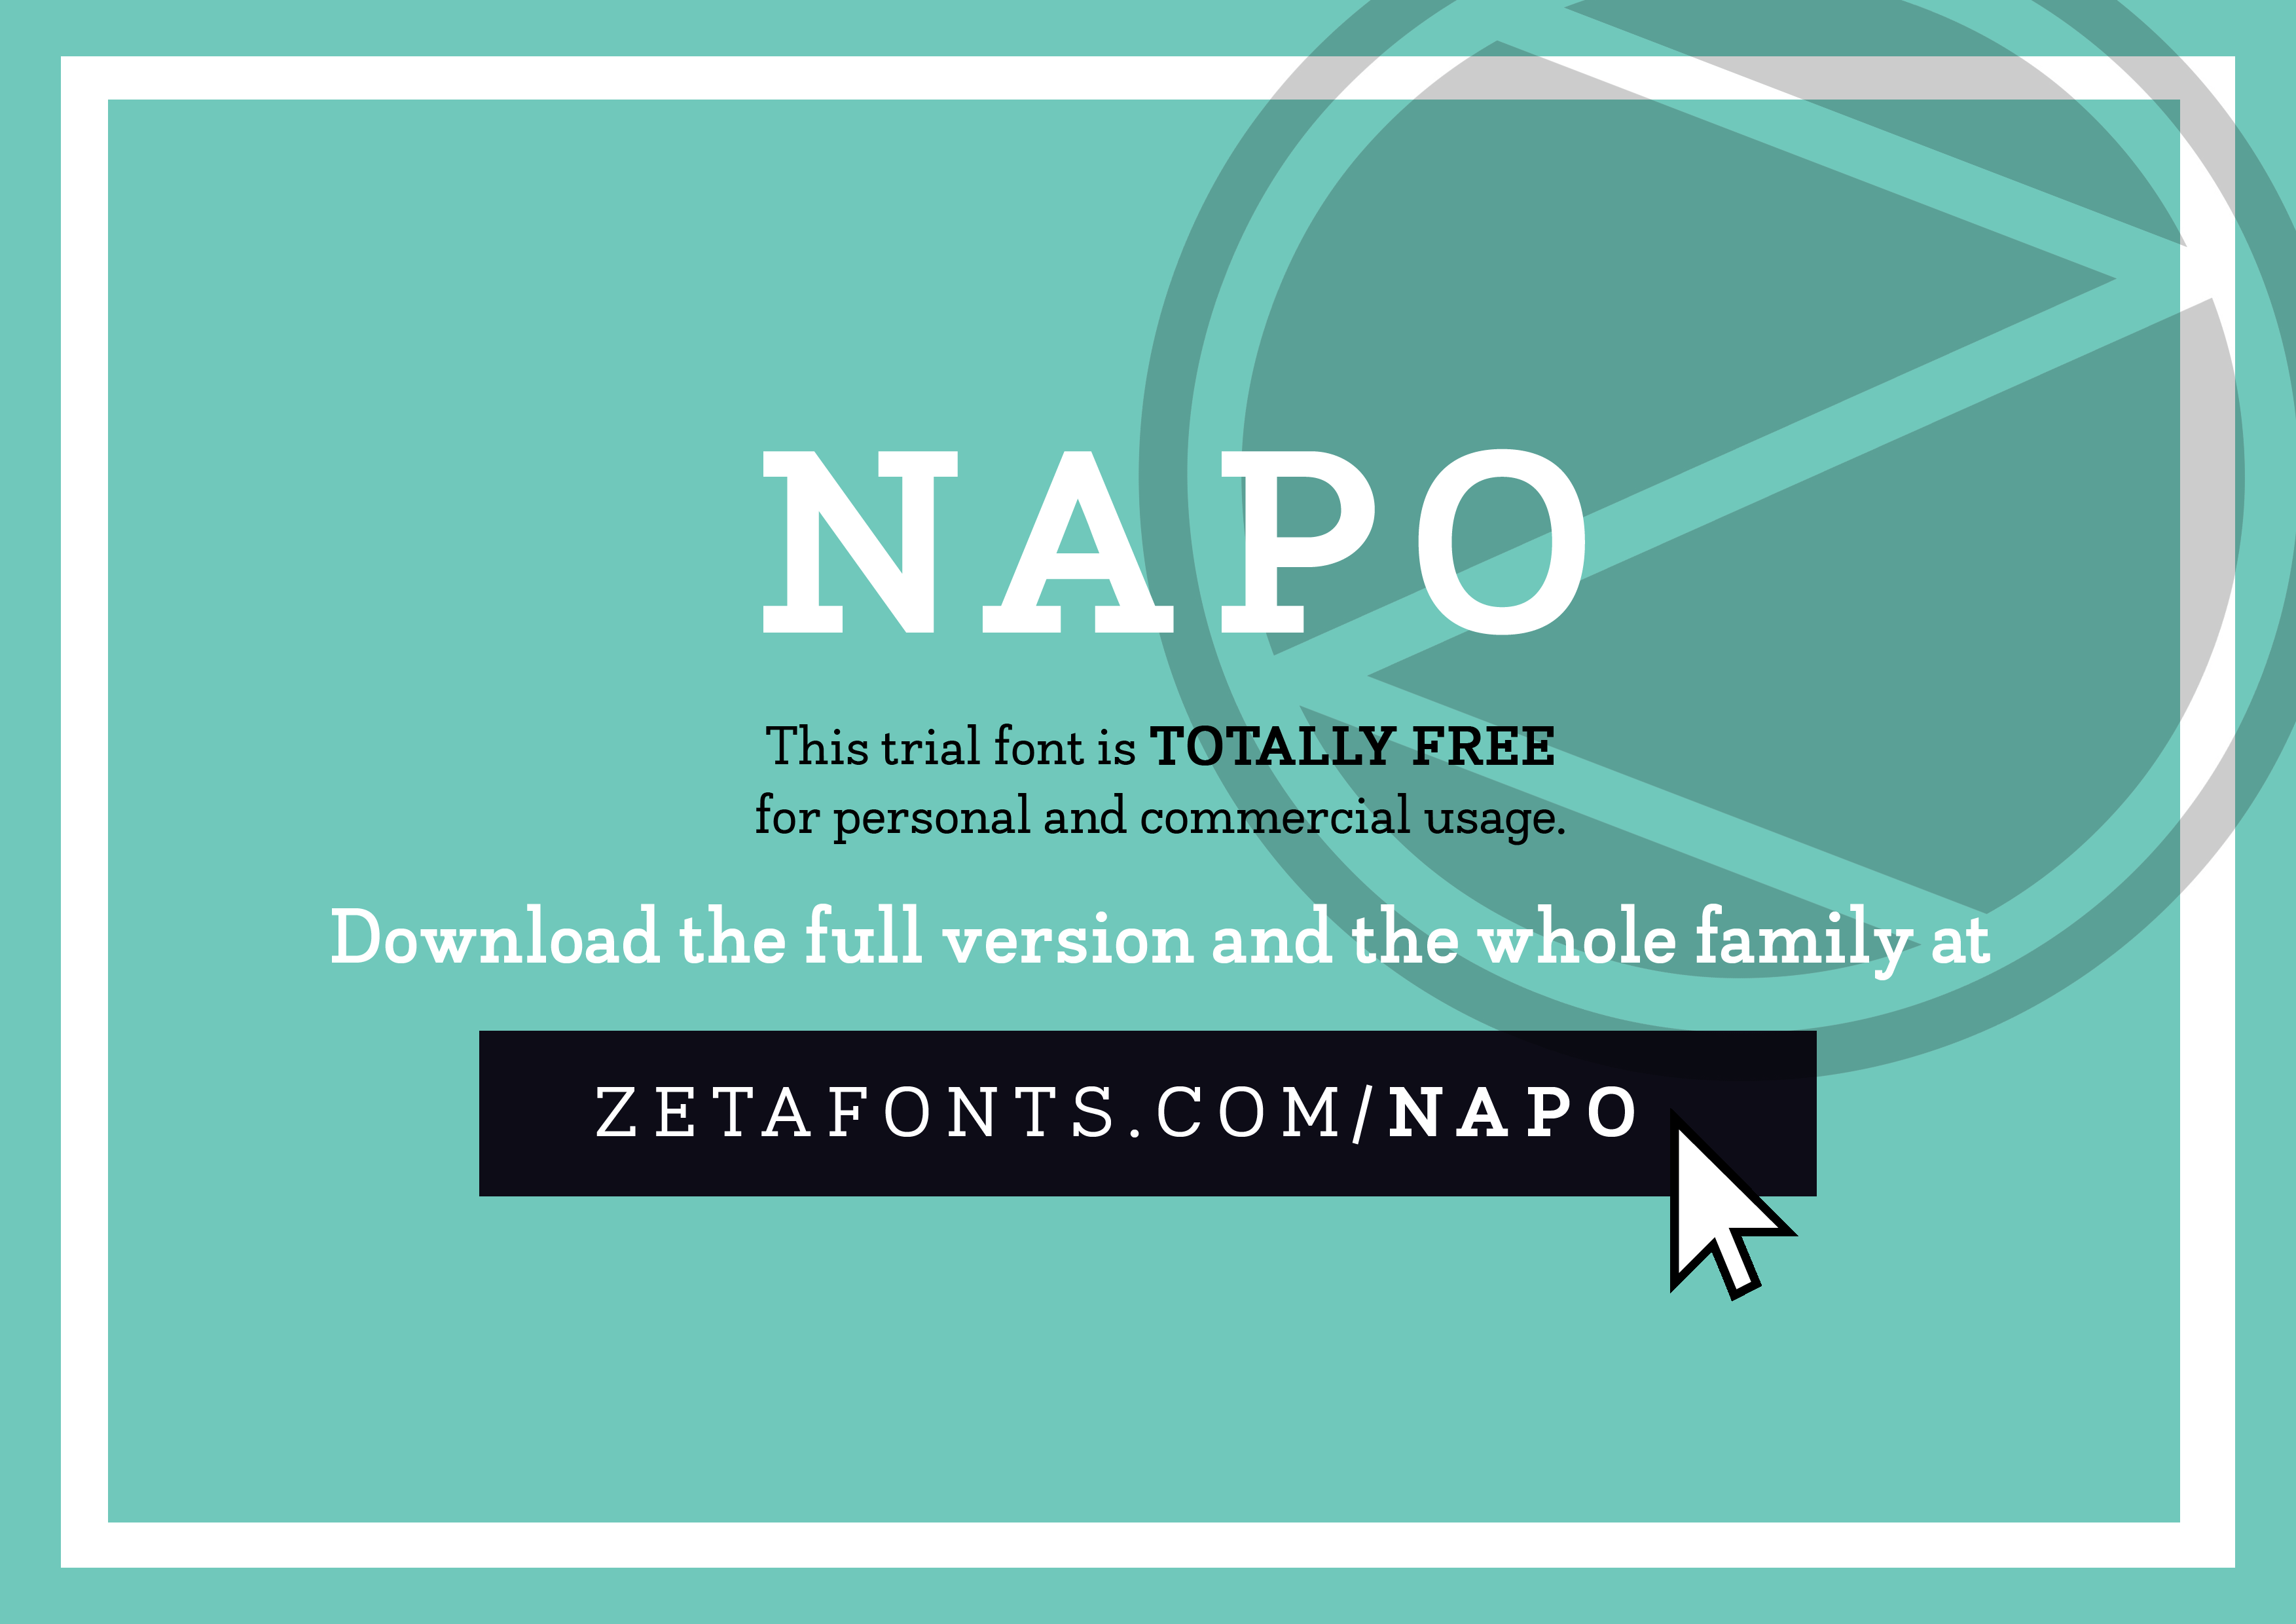 NAPO
This trial font is TOTALLY FREE
for personal and commercial usage.
Download the full version and the whole family at
ZETAFONTS.COM/NAPO